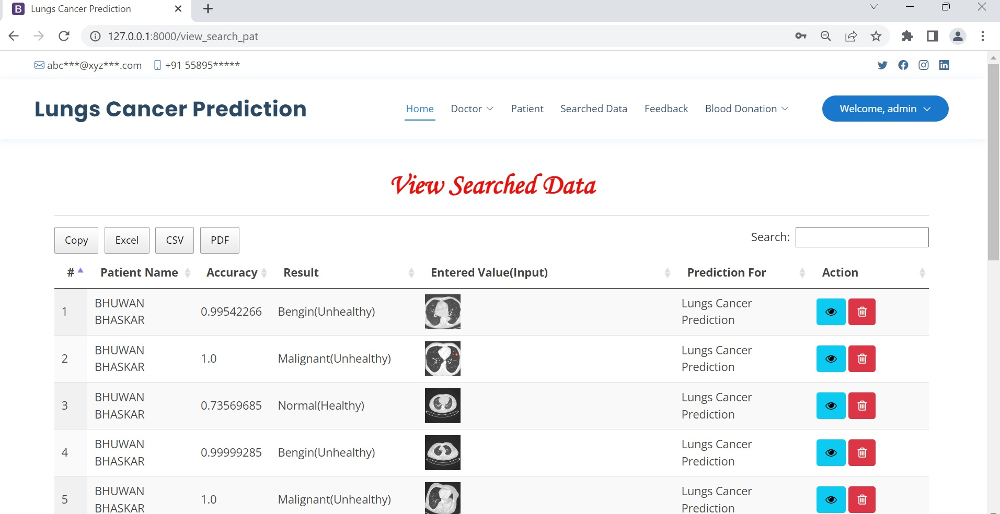 Lungs Cancer Prediction
127.0.0.1:8000/view_search_pat
abc***@xyz***.com +91 55895*****
Lungs Cancer Prediction
Home Doctor Patient Searched Data Feedback Blood Donation Welcome, admin
View Searched Data
Copy Excel CSV PDF Search:
# Patient Name Accuracy Result Entered Value(Input) Prediction For Action
1 BHUWAN BHASKAR 0.99542266 Bengin(Unhealthy) Lungs Cancer Prediction
2 BHUWAN BHASKAR 1.0 Malignant(Unhealthy) Lungs Cancer Prediction
3 BHUWAN BHASKAR 0.73569685 Normal(Healthy) Lungs Cancer Prediction
4 BHUWAN BHASKAR 0.99999285 Bengin(Unhealthy) Lungs Cancer Prediction
5 BHUWAN BHASKAR 1.0 Malignant(Unhealthy) Lungs Cancer Prediction